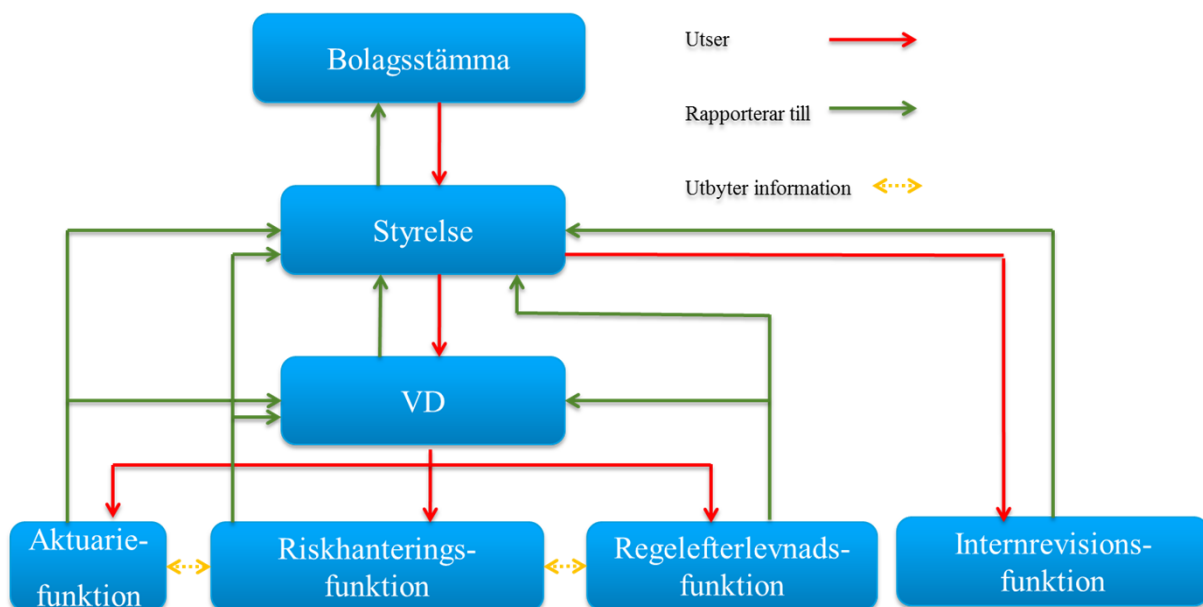 Bolagsstämma
Utser
Rapporterar till
Utbyter information
Styrelse
VD
Aktuarie-
funktion
Riskhanterings-
funktion
Regelefterlevnads-
funktion
Internrevisions-
funktion